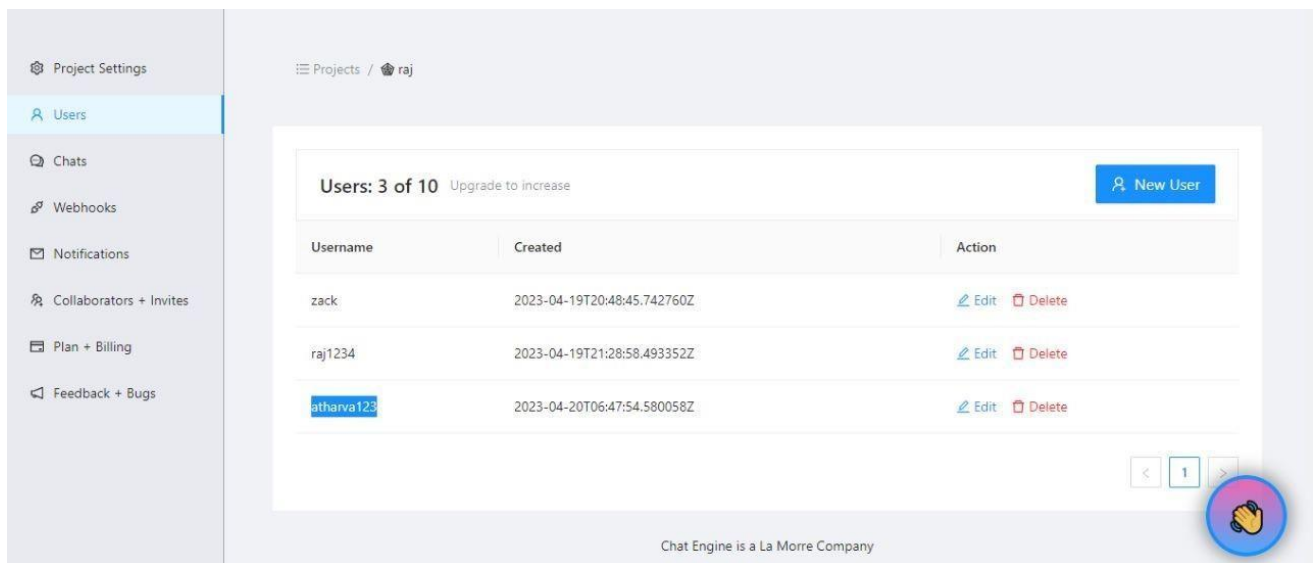 Project Settings
Users
Chats
Webhooks
Notifications
Collaborators + Invites
Plan + Billing
Feedback + Bugs
Projects / raj
Users: 3 of 10 Upgrade to increase
New User
Username Created Action
zack 2023-04-19T20:48:45.742760Z Edit Delete
raj1234 2023-04-19T21:28:58.493352Z Edit Delete
atharva123 2023-04-20T06:47:54.580058Z Edit Delete
< 1 >
Chat Engine is a La Morre Company